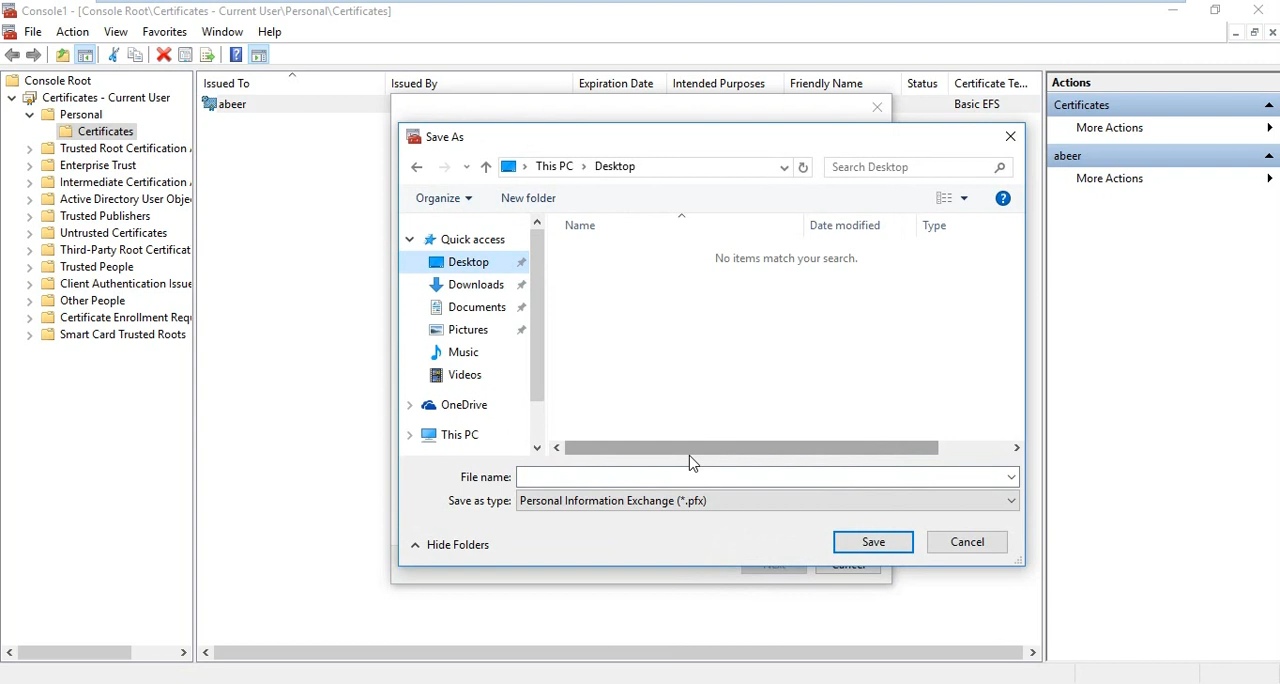 Console1 - [Console Root\Certificates - Current User\Personal\Certificates]
File Action View Favorites Window Help
Console Root
Certificates - Current User
Personal
Certificates
Trusted Root Certification
Enterprise Trust
Intermediate Certification
Active Directory User Obje
Trusted Publishers
Untrusted Certificates
Third-Party Root Certificat
Trusted People
Client Authentication Issue
Other People
Certificate Enrollment Req
Smart Card Trusted Roots
Issued To Issued By Expiration Date Intended Purposes Friendly Name Status Certificate Te...
abeer Basic EFS
Save As
This PC Desktop Search Desktop
Organize New folder
Quick access
Desktop
Downloads
Documents
Pictures
Music
Videos
OneDrive
This PC
Name Date modified Type
No items match your search.
File name:
Save as type: Personal Information Exchange (*.pfx)
Hide Folders Save Cancel
Next Cancel
Actions
Certificates
More Actions
abeer
More Actions